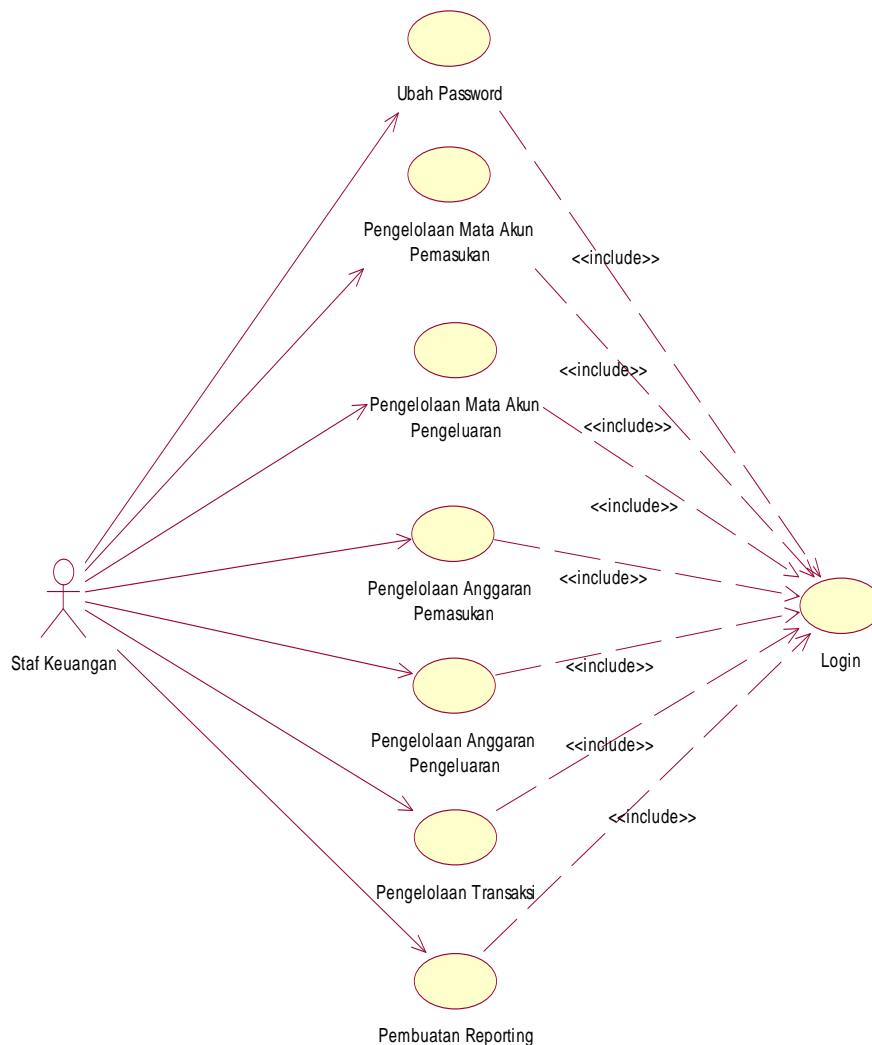 Ubah Password
Pengelolaan Mata Akun
Pemasukan
<<include>>
<<include>>
Pengelolaan Mata Akun
Pengeluaran
<<include>>
<<include>>
Pengelolaan Anggaran
Pemasukan
<<include>>
Staf Keuangan
Login
<<include>>
Pengelolaan Anggaran
Pengeluaran
<<include>>
<<include>>
Pengelolaan Transaksi
Pembuatan Reporting